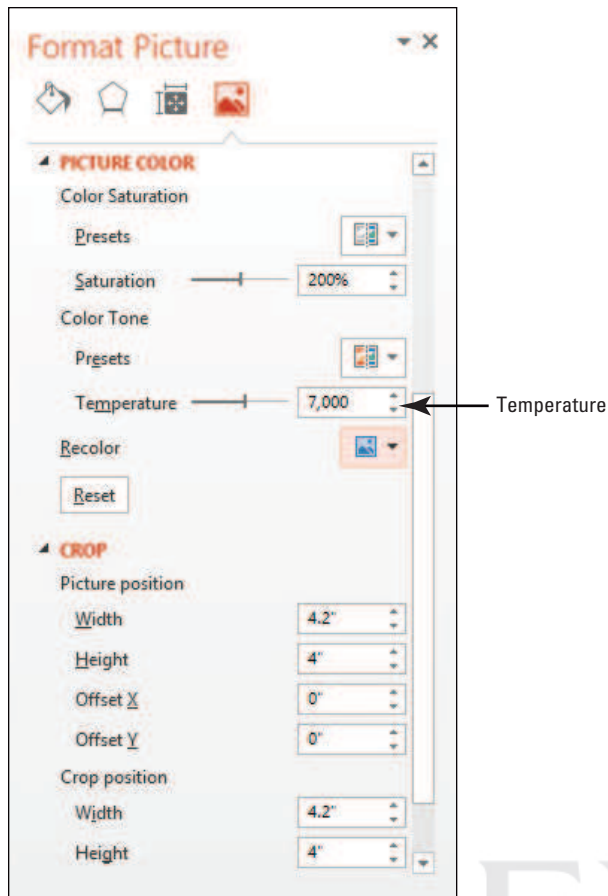 Format Picture
PICTURE COLOR
Color Saturation
Presets
Saturation 200%
Color Tone
Presets
Temperature 7,000 Temperature
Recolor
Reset
CROP
Picture position
Width 4.2"
Height 4"
Offset X 0"
Offset Y 0"
Crop position
Width 4.2"
Height 4"